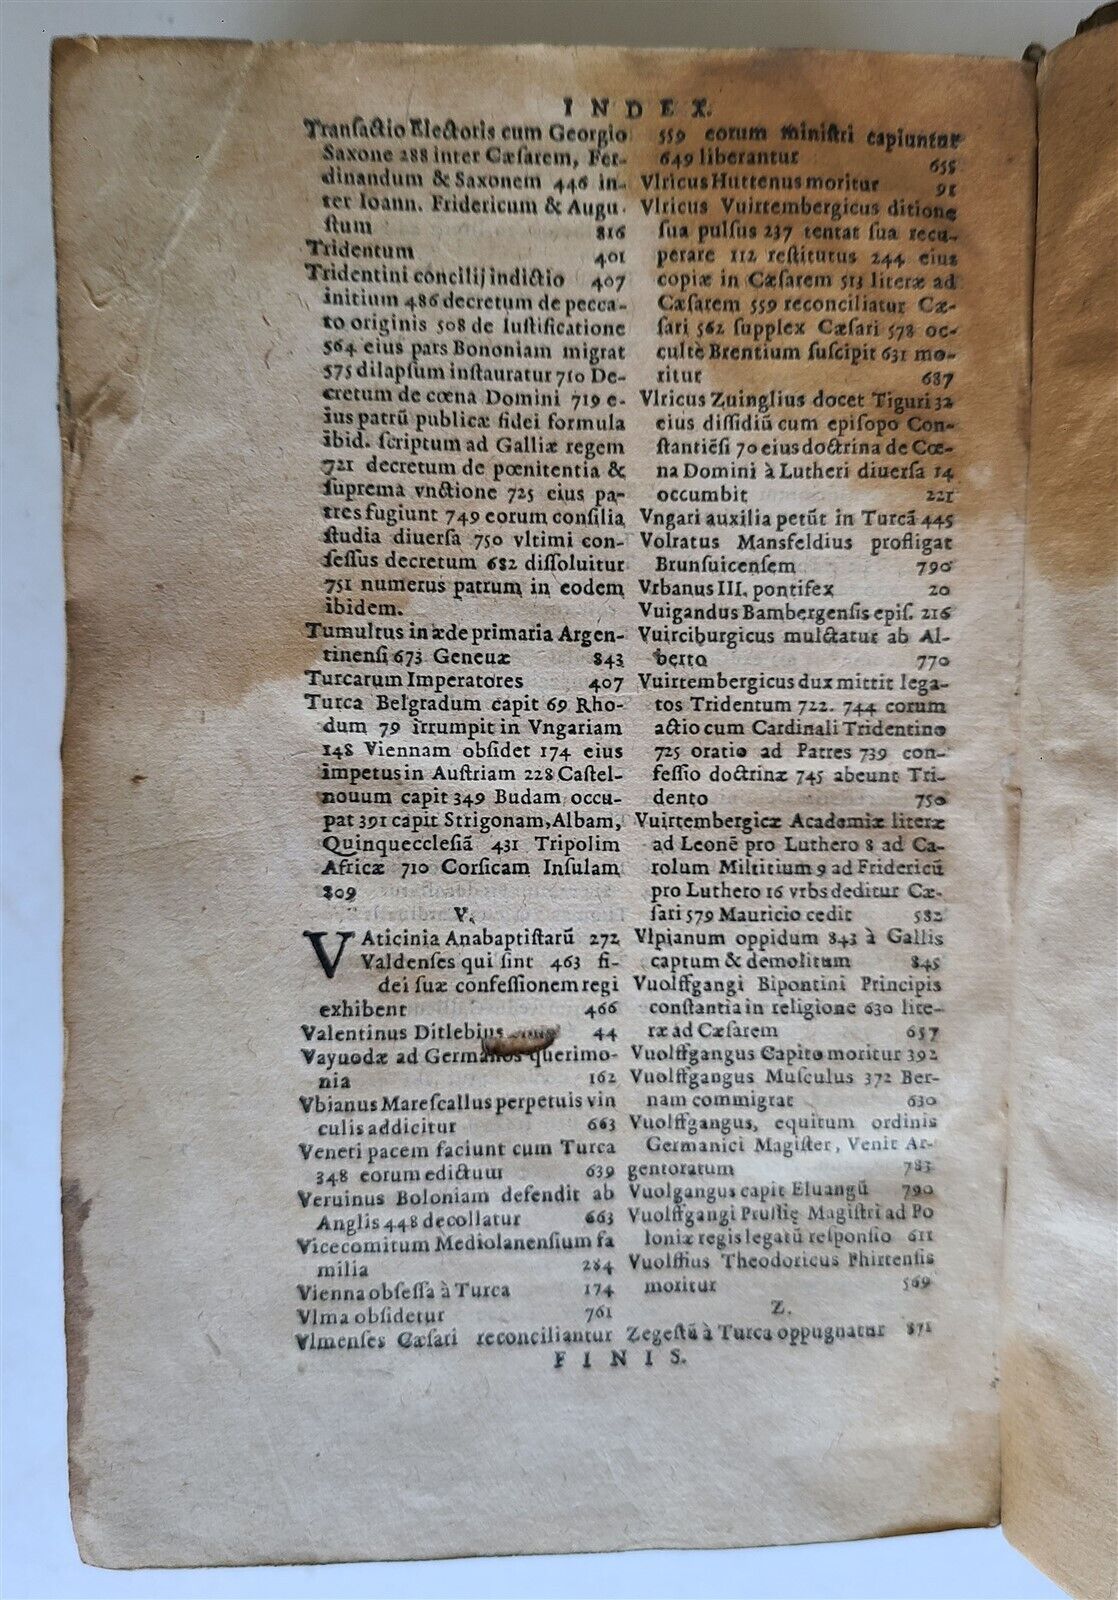 INDEX.
Tranſactio Electoris cum Georgio
Saxone 288 inter Cæſarem, Fer-
dinandum & Saxonem 446 in-
ter Ioann. Fridericum & Augu-
ſtum 816
Tridentum 401
Tridentini concilij indictio 407
initium 486 decretum de pecca-
to originis 508 de Iuſtificatione
564 eius pars Bononiam migrat
575 dilapſum inſtauratur 710 De-
cretum de cœna Domini 719 e-
ius patrū publicæ fidei formula
ibid. ſcriptum ad Galliæ regem
721 decretum de pœnitentia &
ſuprema vnctione 725 eius pa-
tres fugiunt 749 eorum conſilia
ſtudia diuerſa 750 vltimi con-
ſeſſus decretum 682 diſſoluitur
751 numerus patrum in eodem
ibidem.
Tumultus in æde primaria Argen-
tinenſi 673 Geneuæ 843
Turcarum Imperatores 407
Turca Belgradum capit 69 Rho-
dum 79 irrumpit in Vngariam
148 Viennam obſidet 174 eius
impetus in Auſtriam 228 Caſtel-
nouum capit 349 Budam occu-
pat 391 capit Strigonam, Albam,
Quinqueccleſiā 431 Tripolim
Africæ 710 Corſicam Inſulam
809
V.
VAticinia Anabaptiſtarū 272
Valdenſes qui ſint 463 fi-
dei ſuæ confeſſionem regi
exhibent 466
Valentinus Ditlebius 44
Vayuodæ ad Germanos querimo-
nia 162
Vbianus Mareſcallus perpetuis vin
culis addicitur 663
Veneti pacem faciunt cum Turca
348 eorum edictum 639
Veruinus Boloniam defendit ab
Anglis 448 decollatur 663
Vicecomitum Mediolanenſium fa
milia 284
Vienna obſeſſa à Turca 174
Vlma obſidetur 761
Vlmenſes Cæſari reconciliantur
559 eorum miniſtri capiuntur
649 liberantur 655
Vlricus Huttenus moritur 91
Vlricus Vuirtembergicus ditione
ſua pulſus 237 tentat ſua recu-
perare 112 reſtitutus 244 eius
copiæ in Cæſarem 513 literæ ad
Cæſarem 559 reconciliatur Cæ-
ſari 562 ſupplex Cæſari 578 oc-
cultè Brentium ſuſcipit 631 mo-
ritur 687
Vlricus Zuinglius docet Tiguri 32
eius diſſidiū cum epiſopo Con-
ſtantiēſi 70 eius doctrina de Cœ-
na Domini à Lutheri diuerſa 14
occumbit 221
Vngari auxilia petūt in Turcā 445
Volratus Mansfeldius profligat
Brunſuicenſem 790
Vrbanus III. pontifex 20
Vuigandus Bambergenſis epiſ. 216
Vuirciburgicus mulctatur ab Al-
berto 770
Vuirtembergicus dux mittit lega-
tos Tridentum 722. 744 eorum
actio cum Cardinali Tridentino
725 oratio ad Patres 739 con-
feſſio doctrinæ 745 abeunt Tri-
dento 750
Vuirtembergicæ Academiæ literæ
ad Leonē pro Luthero 8 ad Ca-
rolum Miltitium 9 ad Fridericū
pro Luthero 16 vrbs deditur Cæ-
ſari 579 Mauricio cedit 582
Vlpianum oppidum 843 à Gallis
captum & demolitum 845
Vuolffgangi Bipontini Principis
conſtantia in religione 630 lite-
ræ ad Cæſarem 657
Vuolffgangus Capito moritur 392
Vuolffgangus Muſculus 372 Ber-
nam commigrat 630
Vuolffgangus, equitum ordinis
Germanici Magiſter, Venit Ar-
gentoratum 783
Vuolgangus capit Eluangū 790
Vuolffgangi Pruſſię Magiſtri ad Po
loniæ regis legatū reſponſio 611
Vuolffius Theodoricus Phirtenſis
moritur 569
Z.
Zegeſtū à Turca oppugnatur 871
FINIS.